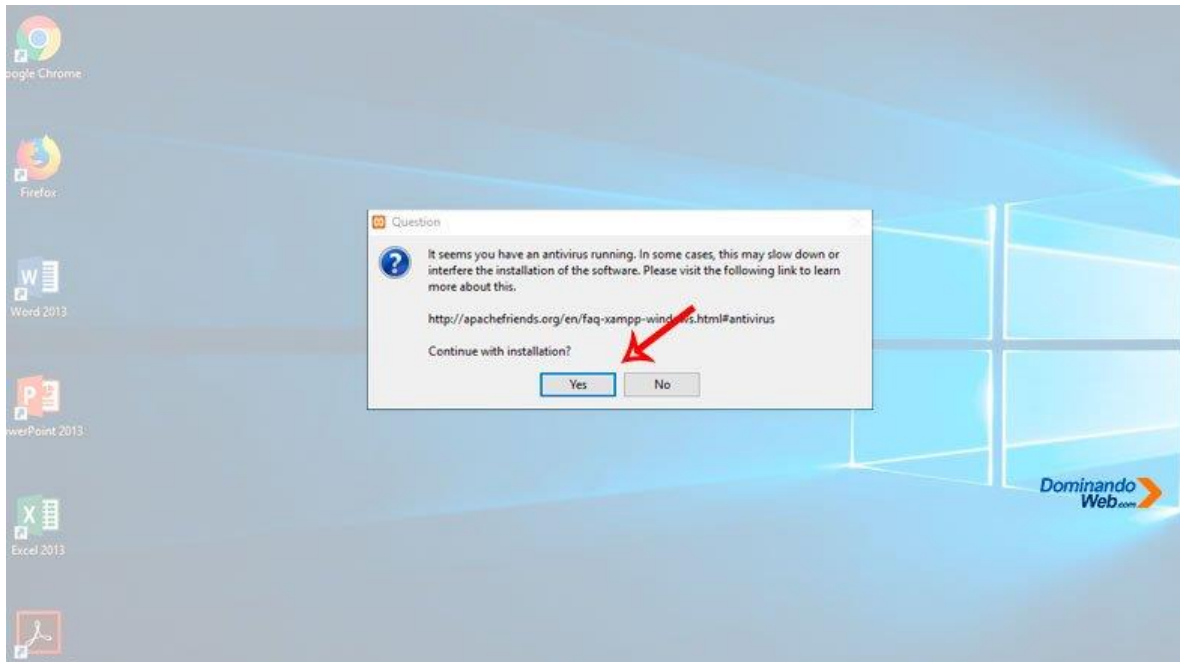 oogle Chrome
Firefox
Word 2013
owerPoint 2013
Excel 2013
Question
It seems you have an antivirus running. In some cases, this may slow down or
interfere the installation of the software. Please visit the following link to learn
more about this.
http://apachefriends.org/en/faq-xampp-windows.html#antivirus
Continue with installation?
Yes
No
Dominando
Web.com